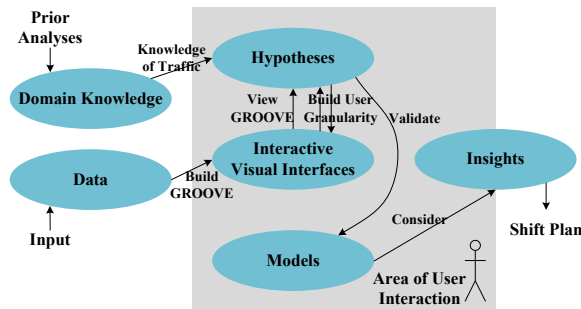 Prior
Analyses
Knowledge
of Traffic
Hypotheses
Domain Knowledge
View
GROOVE
Build User
Granularity
Validate
Interactive
Visual Interfaces
Insights
Data
Build
GROOVE
Consider
Input
Shift Plan
Models
Area of User
Interaction